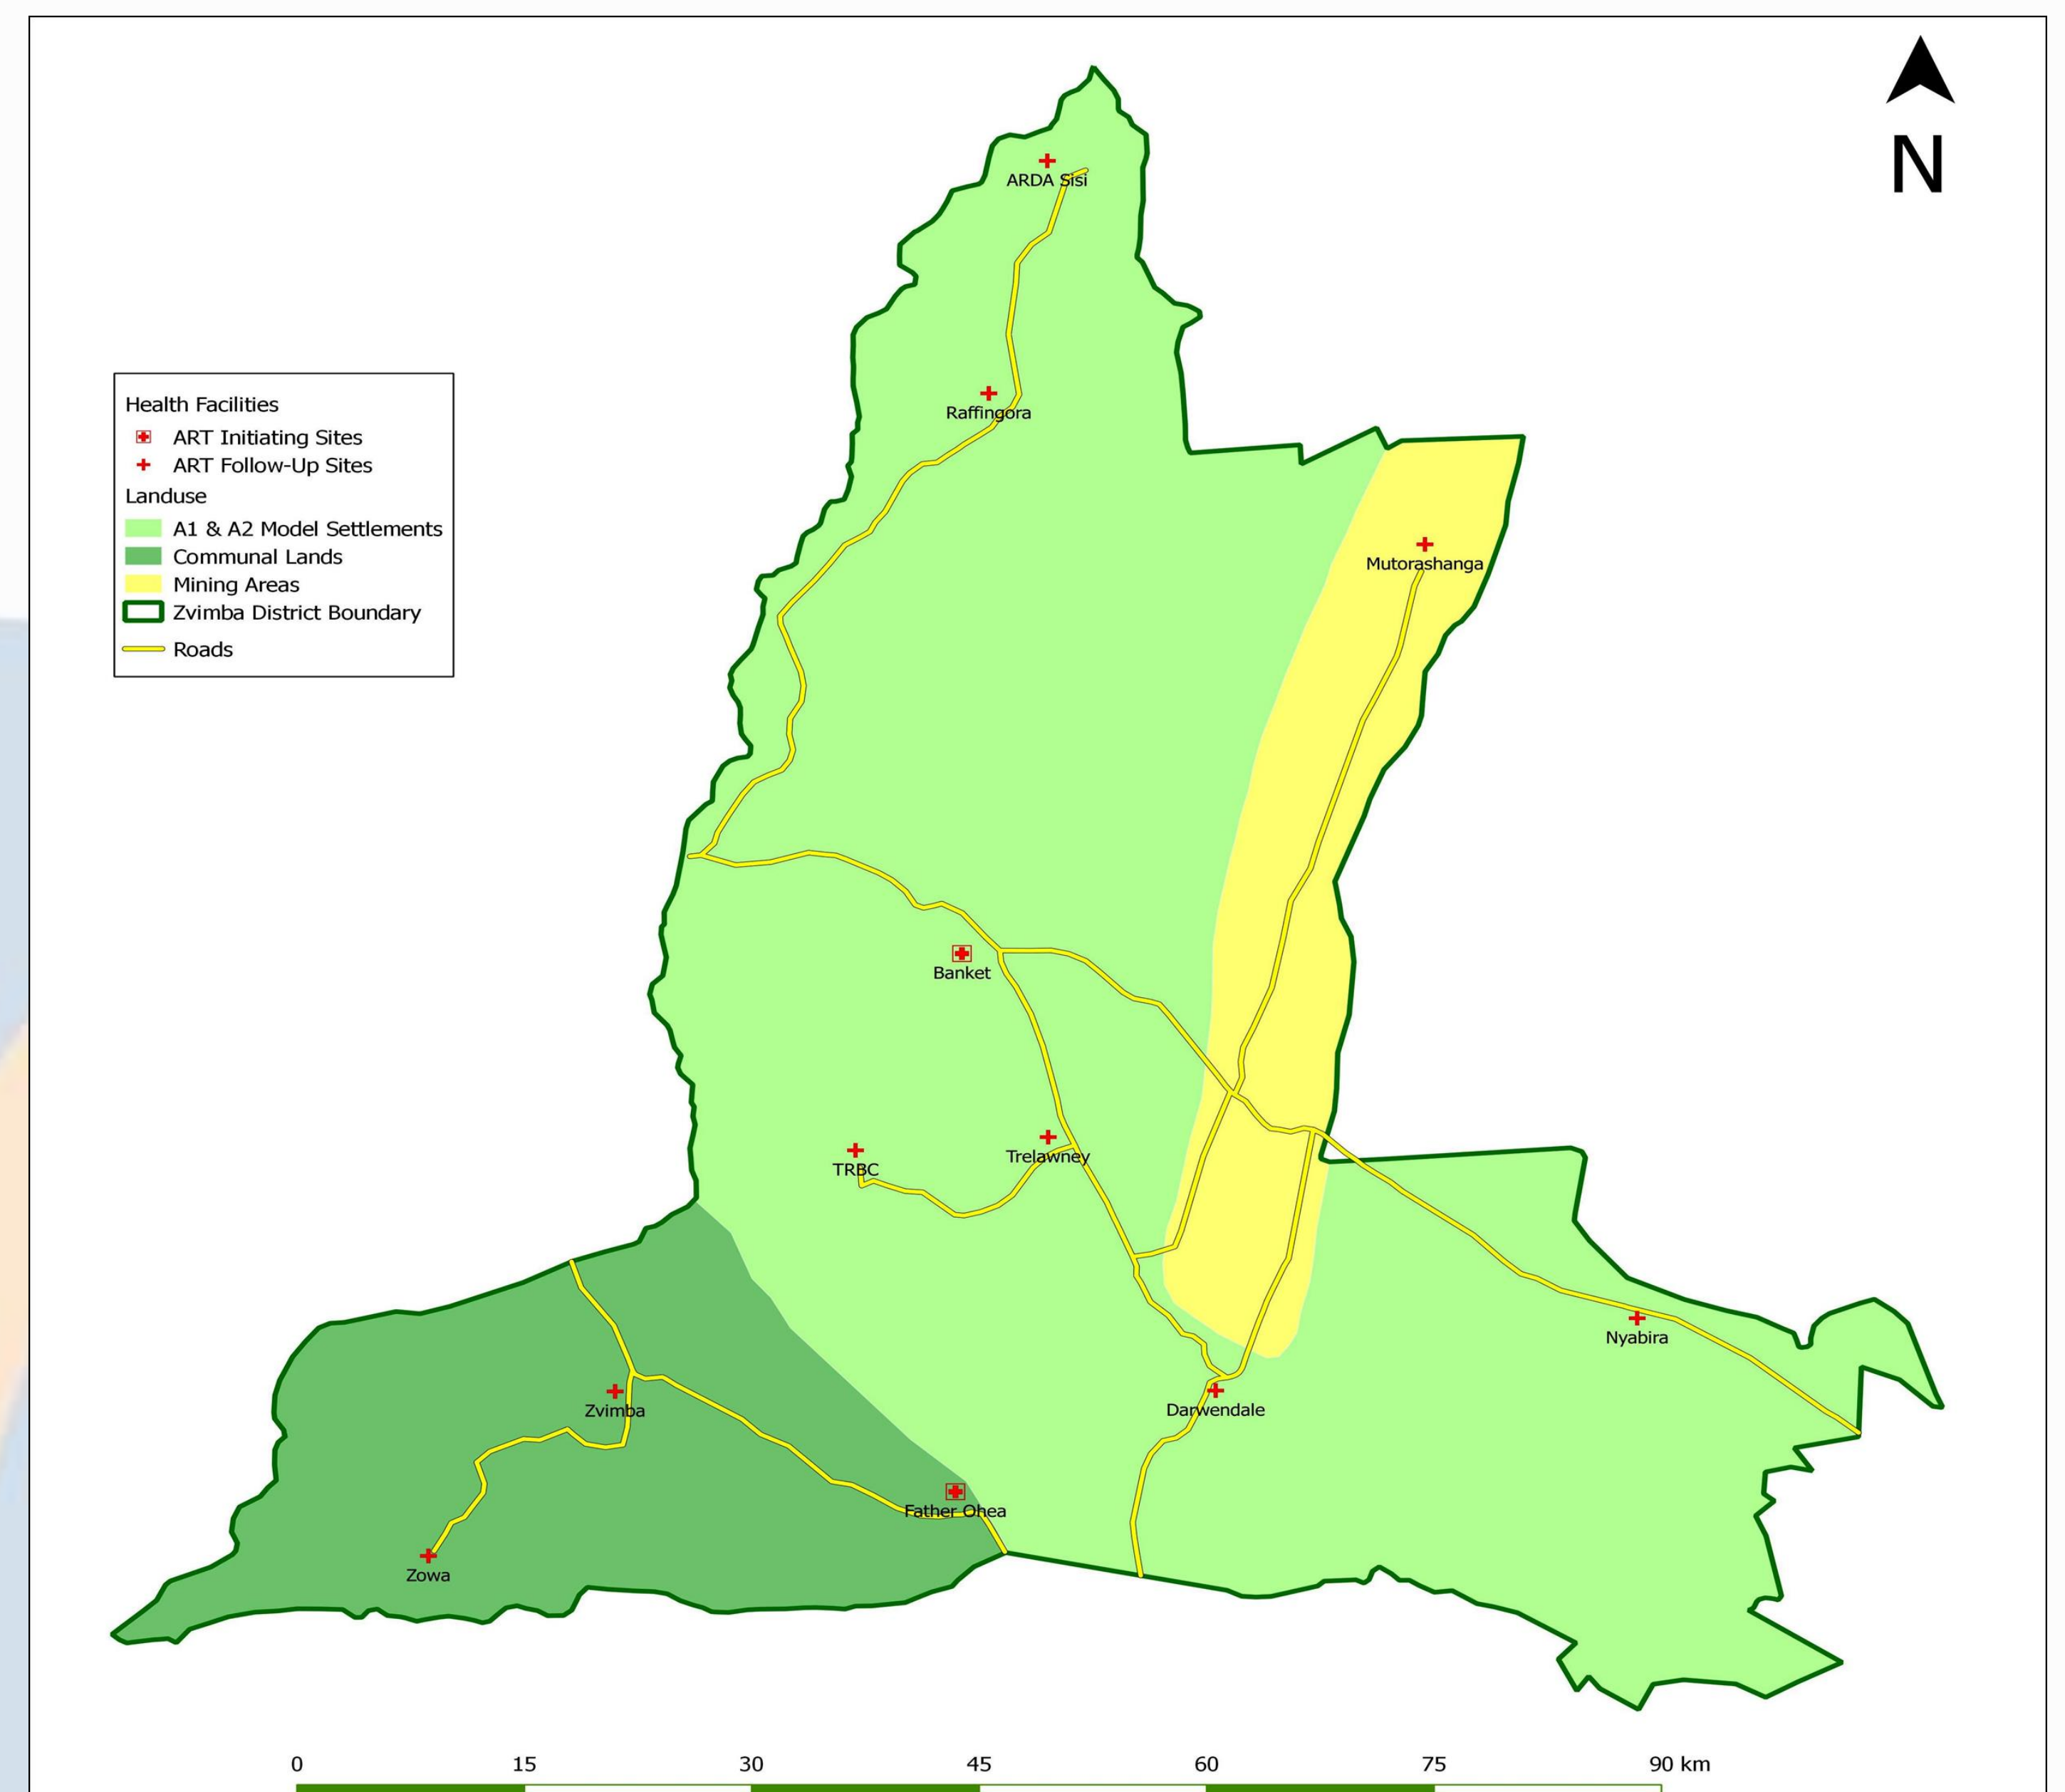 N
ARDA Sisi
Raffingora
Health Facilities
ART Initiating Sites
ART Follow-Up Sites
Landuse
A1 & A2 Model Settlements
Communal Lands
Mining Areas
Zvimba District Boundary
Roads
Mutorashanga
Banket
Trelawney
TRBC
Nyabira
Zvimba
Darwendale
Father Ohea
Zowa
0 15 30 45 60 75 90 km